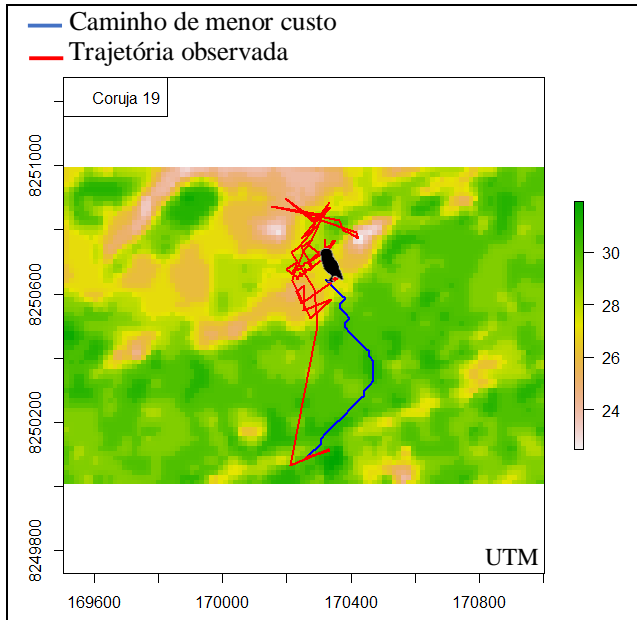 Caminho de menor custo
Trajetória observada
Coruja 19
8251000
8250600
8250200
8249800
30
28
26
24
UTM
169600 170000 170400 170800